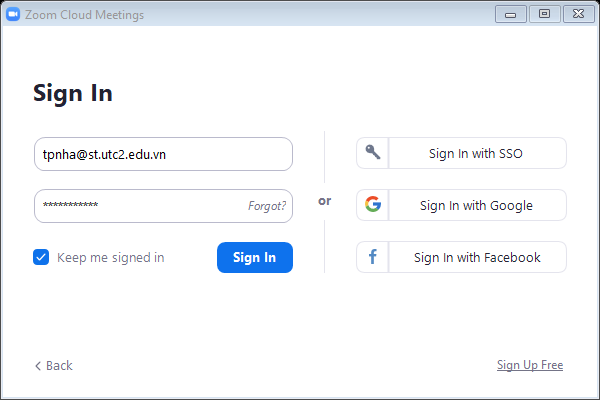 Zoom Cloud Meetings
Sign In
tpnha@st.utc2.edu.vn
***********
Forgot?
Keep me signed in
Sign In
or
Sign In with SSO
Sign In with Google
Sign In with Facebook
Back
Sign Up Free